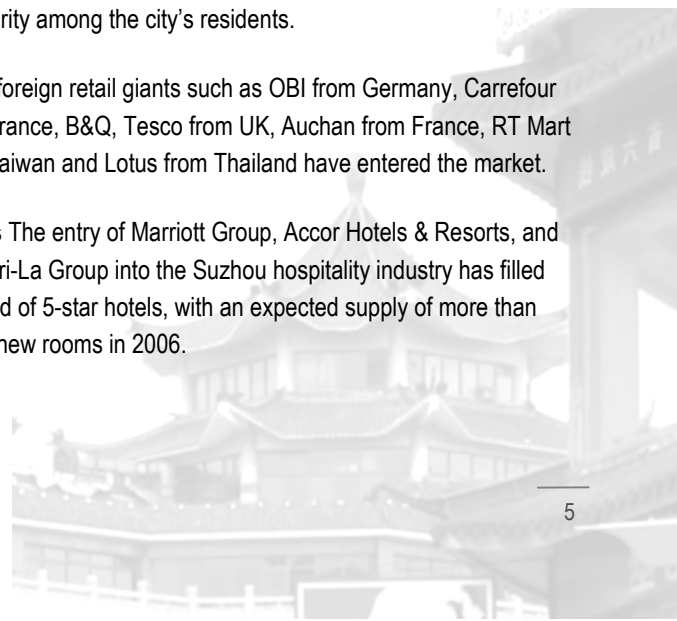 rity among the city's residents.
foreign retail giants such as OBI from Germany, Carrefour
rance, B&Q, Tesco from UK, Auchan from France, RT Mart
aiwan and Lotus from Thailand have entered the market.
s The entry of Marriott Group, Accor Hotels & Resorts, and
ri-La Group into the Suzhou hospitality industry has filled
d of 5-star hotels, with an expected supply of more than
new rooms in 2006.
5